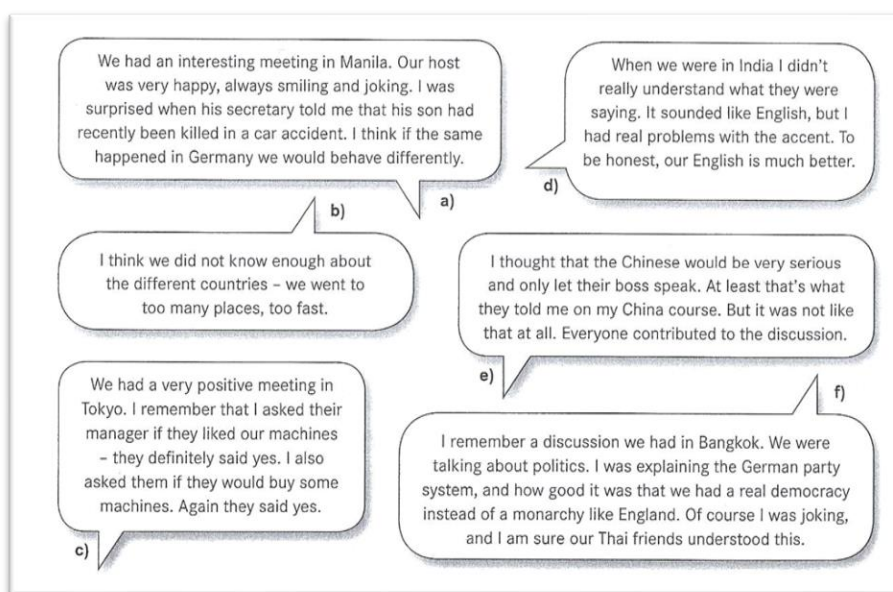 We had an interesting meeting in Manila. Our host
was very happy, always smiling and joking. I was
surprised when his secretary told me that his son had
recently been killed in a car accident. I think if the same
happened in Germany we would behave differently.
a)
b)
I think we did not know enough about
the different countries – we went to
too many places, too fast.
We had a very positive meeting in
Tokyo. I remember that I asked their
manager if they liked our machines
– they definitely said yes. I also
asked them if they would buy some
machines. Again they said yes.
c)
When we were in India I didn't
really understand what they were
saying. It sounded like English, but I
had real problems with the accent. To
be honest, our English is much better.
d)
I thought that the Chinese would be very serious
and only let their boss speak. At least that's what
they told me on my China course. But it was not like
that at all. Everyone contributed to the discussion.
e)
f)
I remember a discussion we had in Bangkok. We were
talking about politics. I was explaining the German party
system, and how good it was that we had a real democracy
instead of a monarchy like England. Of course I was joking,
and I am sure our Thai friends understood this.